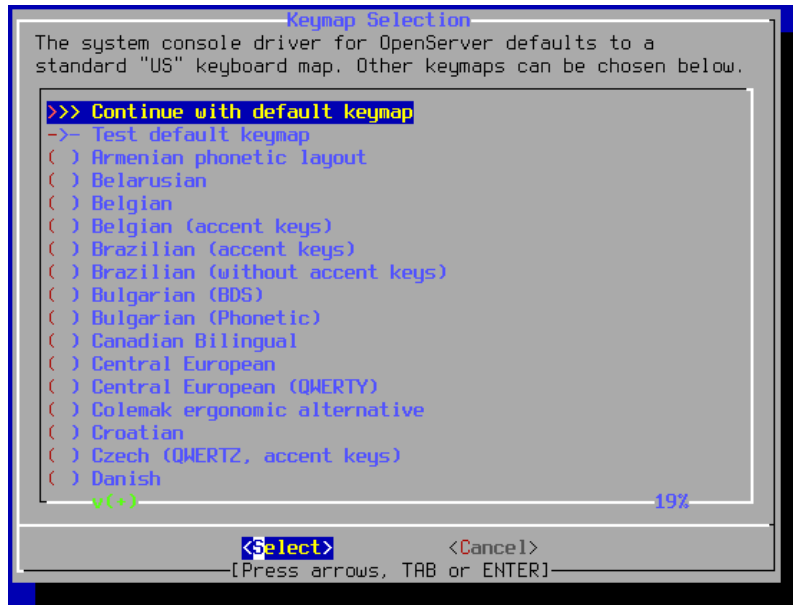 Keymap Selection
The system console driver for OpenServer defaults to a
standard "US" keyboard map. Other keymaps can be chosen below.
>>> Continue with default keymap
->- Test default keymap
( ) Armenian phonetic layout
( ) Belarusian
( ) Belgian
( ) Belgian (accent keys)
( ) Brazilian (accent keys)
( ) Brazilian (without accent keys)
( ) Bulgarian (BDS)
( ) Bulgarian (Phonetic)
( ) Canadian Bilingual
( ) Central European
( ) Central European (QWERTY)
( ) Colemak ergonomic alternative
( ) Croatian
( ) Czech (QWERTZ, accent keys)
( ) Danish
v(+) 19%
<Select> <Cancel>
[Press arrows, TAB or ENTER]